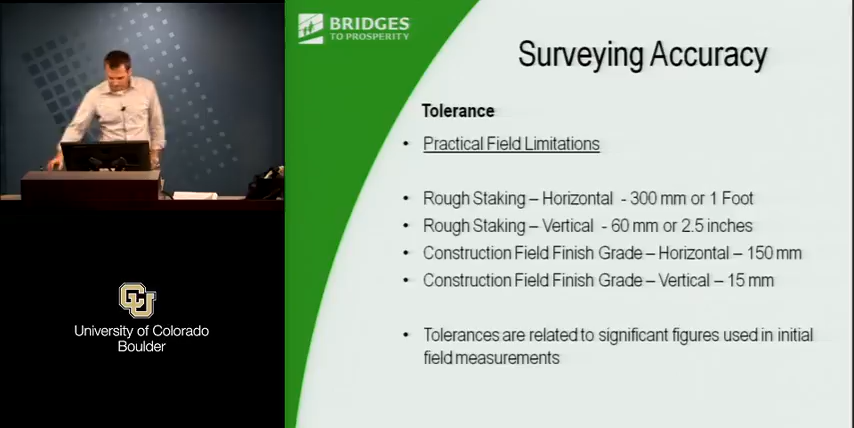 BRIDGES
TO PROSPERITY
Surveying Accuracy
Tolerance
• Practical Field Limitations
• Rough Staking – Horizontal - 300 mm or 1 Foot
• Rough Staking – Vertical - 60 mm or 2.5 inches
• Construction Field Finish Grade – Horizontal – 150 mm
• Construction Field Finish Grade – Vertical – 15 mm
• Tolerances are related to significant figures used in initial
field measurements
CU
University of Colorado
Boulder